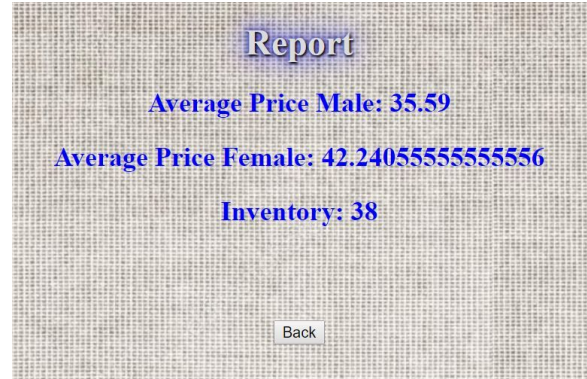 Report
Average Price Male: 35.59
Average Price Female: 42.24055555555556
Inventory: 38
Back